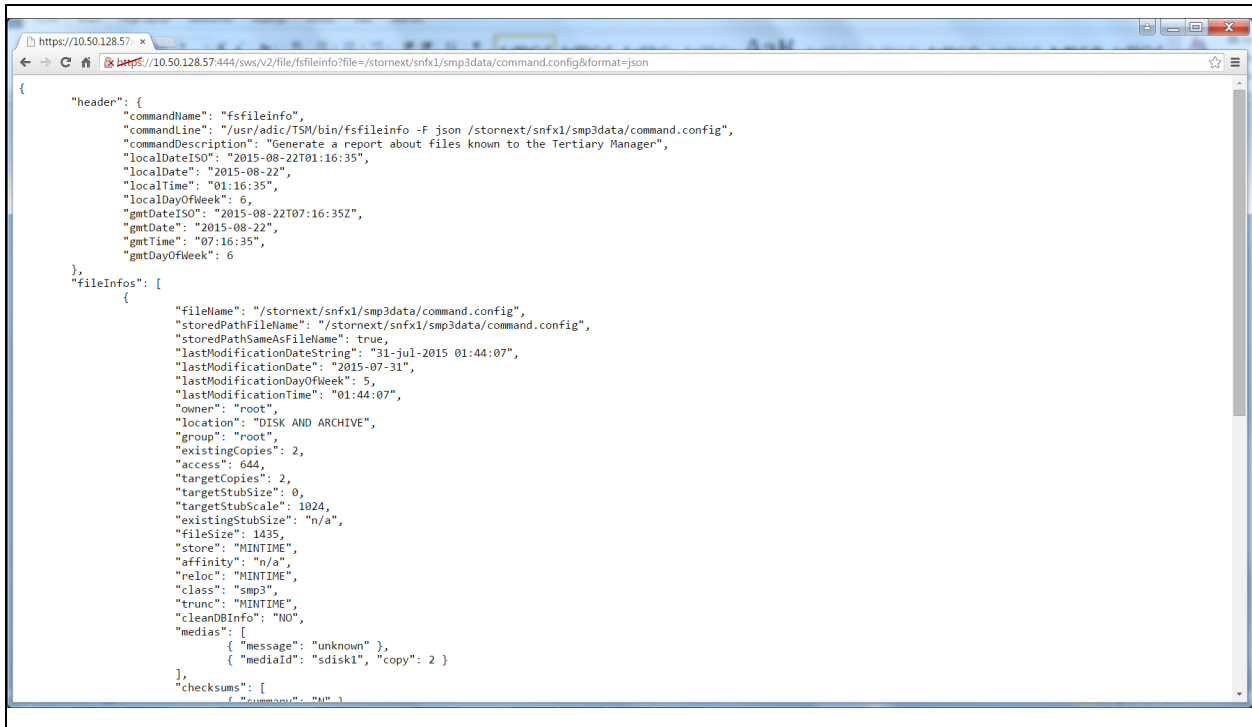 https://10.50.128.57:
https://10.50.128.57:444/sws/v2/file/fsfileinfo?file=/stornext/snfx1/smp3data/command.config&format=json
{
"header": {
"commandName": "fsfileinfo",
"commandLine": "/usr/adic/TSM/bin/fsfileinfo -F json /stornext/snfx1/smp3data/command.config",
"commandDescription": "Generate a report about files known to the Tertiary Manager",
"localDateISO": "2015-08-22T01:16:35",
"localDate": "2015-08-22",
"localTime": "01:16:35",
"localDayOfWeek": 6,
"gmtDateISO": "2015-08-22T07:16:35Z",
"gmtDate": "2015-08-22",
"gmtTime": "07:16:35",
"gmtDayOfWeek": 6
},
"fileInfos": [
{
"fileName": "/stornext/snfx1/smp3data/command.config",
"storedPathFileName": "/stornext/snfx1/smp3data/command.config",
"storedPathSameAsFileName": true,
"lastModificationDateString": "31-jul-2015 01:44:07",
"lastModificationDate": "2015-07-31",
"lastModificationDayOfWeek": 5,
"lastModificationTime": "01:44:07",
"owner": "root",
"location": "DISK AND ARCHIVE",
"group": "root",
"existingCopies": 2,
"access": 644,
"targetCopies": 2,
"targetStubSize": 0,
"targetStubScale": 1024,
"existingStubSize": "n/a",
"fileSize": 1435,
"store": "MINTIME",
"affinity": "n/a",
"reloc": "MINTIME",
"class": "smp3",
"trunc": "MINTIME",
"cleanDBInfo": "NO",
"medias": [
{ "message": "unknown" },
{ "mediaId": "sdisk1", "copy": 2 }
],
"checksums": [
{ "summary": "N" }